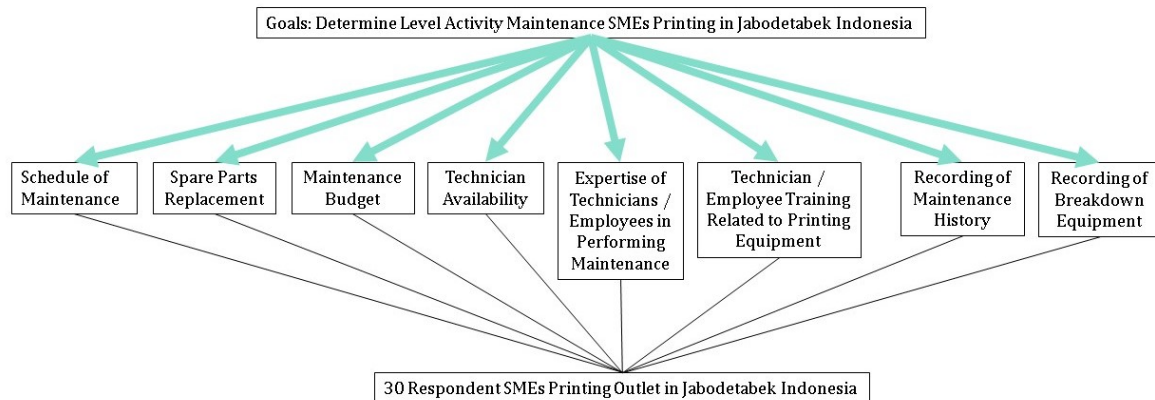 Goals: Determine Level Activity Maintenance SMEs Printing in Jabodetabek Indonesia
Schedule of
Maintenance
Spare Parts
Replacement
Maintenance
Budget
Technician
Availability
Expertise of
Technicians /
Employees in
Performing
Maintenance
Technician /
Employee Training
Related to Printing
Equipment
Recording of
Maintenance
History
Recording of
Breakdown
Equipment
30 Respondent SMEs Printing Outlet in Jabodetabek Indonesia